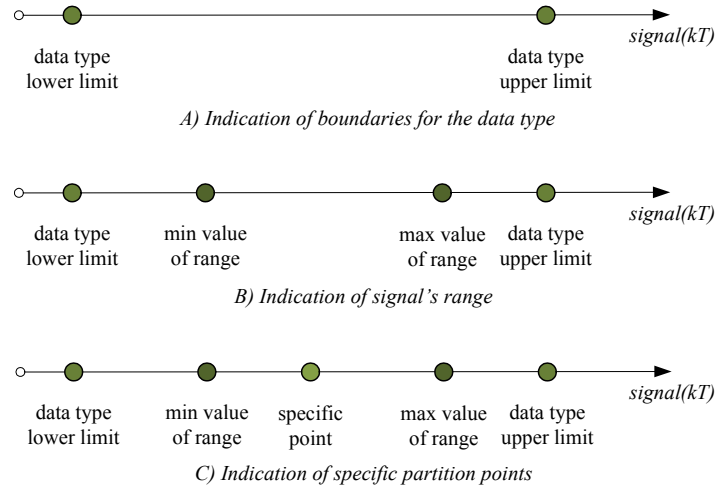 signal(kT)
data type
lower limit
data type
upper limit
A) Indication of boundaries for the data type
signal(kT)
data type
lower limit
min value
of range
max value
of range
data type
upper limit
B) Indication of signal's range
signal(kT)
data type
lower limit
min value
of range
specific
point
max value
of range
data type
upper limit
C) Indication of specific partition points